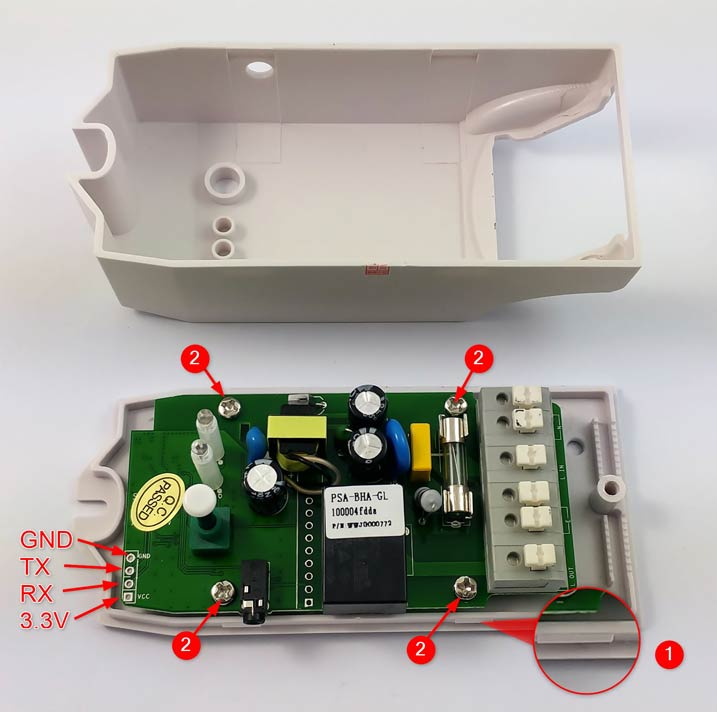 2
2
Q.C.
PASSED
PSA-BHA-GL
100004fdda
P/N:WWJG000772
N
L IN
L OUT
GND
GND
TX
RX
3.3V
VCC
2
2
1